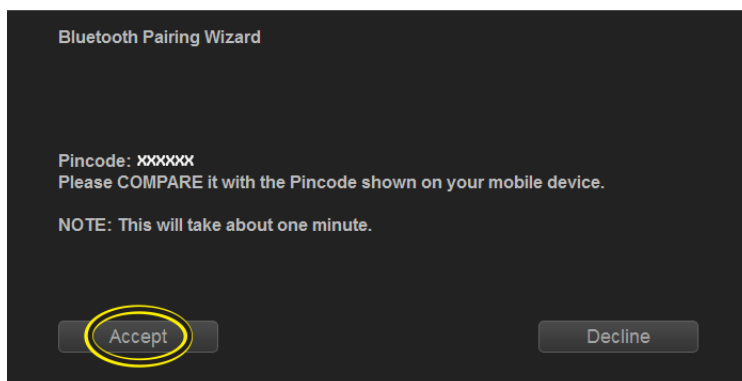 Bluetooth Pairing Wizard
Pincode: XXXXXX
Please COMPARE it with the Pincode shown on your mobile device.
NOTE: This will take about one minute.
Accept
Decline